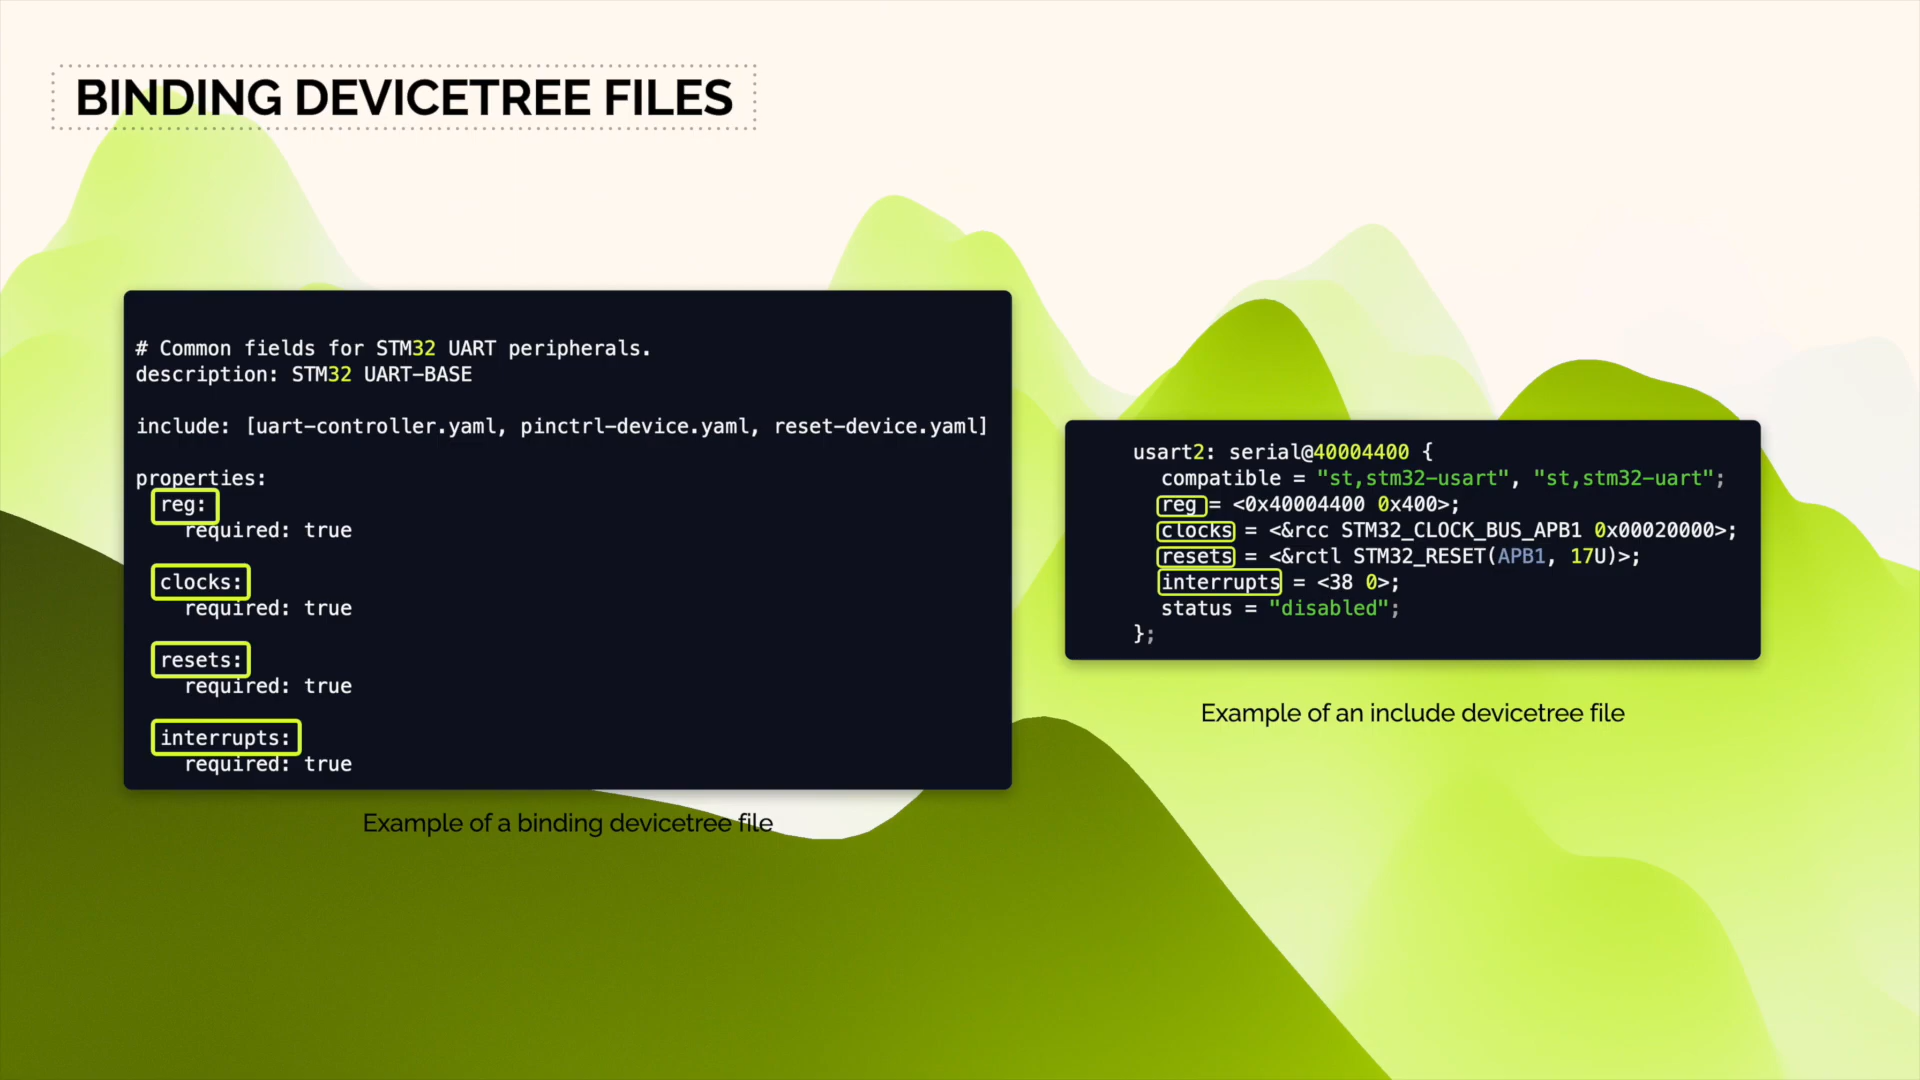 BINDING DEVICETREE FILES
# Common fields for STM32 UART peripherals.
description: STM32 UART-BASE
include: [uart-controller.yaml, pinctrl-device.yaml, reset-device.yaml]
properties:
reg:
required: true
clocks:
required: true
resets:
required: true
interrupts:
required: true
Example of a binding devicetree file
usart2: serial@40004400 {
compatible = "st,stm32-usart", "st,stm32-uart";
reg = <0x40004400 0x400>;
clocks = <&rcc STM32_CLOCK_BUS_APB1 0x00020000>;
resets = <&rctl STM32_RESET(APB1, 17U)>;
interrupts = <38 0>;
status = "disabled";
};
Example of an include devicetree file